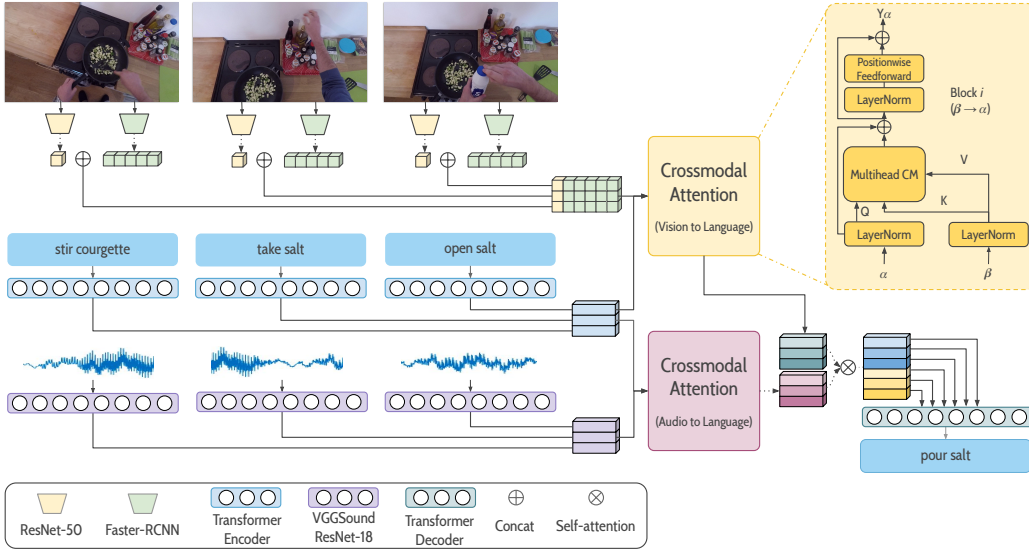 Yα
Positionwise
Feedforward
LayerNorm
Block i
(β → α)
Multihead CM
V
K
Q
LayerNorm
LayerNorm
α
β
Crossmodal
Attention
(Vision to Language)
stir courgette
take salt
open salt
Crossmodal
Attention
(Audio to Language)
pour salt
ResNet-50
Faster-RCNN
Transformer
Encoder
VGGSound
ResNet-18
Transformer
Decoder
Concat
Self-attention